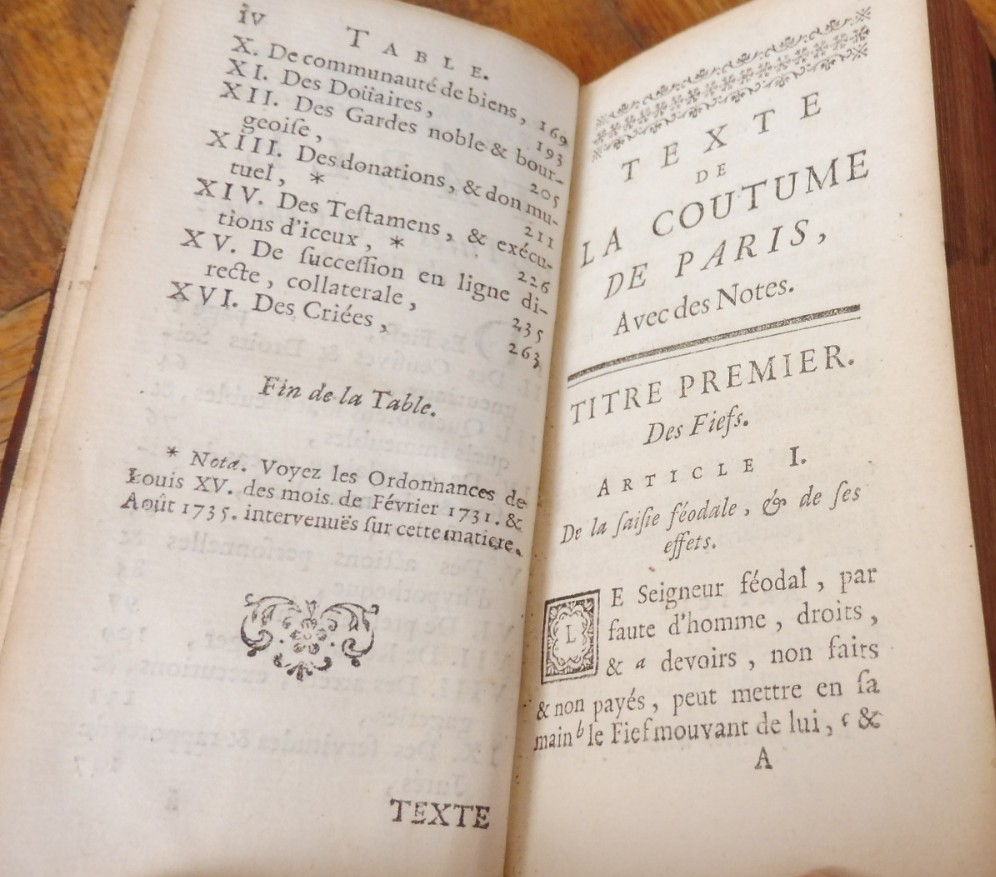 iv
TABLE.
X. De communauté de biens, 169
XI. Des Doüaires, 193
XII. Des Gardes noble & bour-
geoiſe, 205
XIII. Des donations, & don mu-
tuel, * 211
XIV. Des Teſtamens, & exécu-
tions d'iceux, * 226
XV. De ſucceſſion en ligne di-
recte, collaterale, 235
XVI. Des Criées, 263
Fin de la Table.
* Nota. Voyez les Ordonnances de
Louis XV. des mois de Février 1731. &
Août 1735. intervenuës ſur cette matiere.
TEXTE
TEXTE
DE
LA COUTUME
DE PARIS,
Avec des Notes.
TITRE PREMIER.
Des Fiefs.
ARTICLE I.
De la ſaiſie féodale, & de ſes
effets.
LE Seigneur féodal, par
faute d'homme, droits,
& a devoirs, non faits
& non payés, peut mettre en ſa
main b le Fief mouvant de lui, c &
A